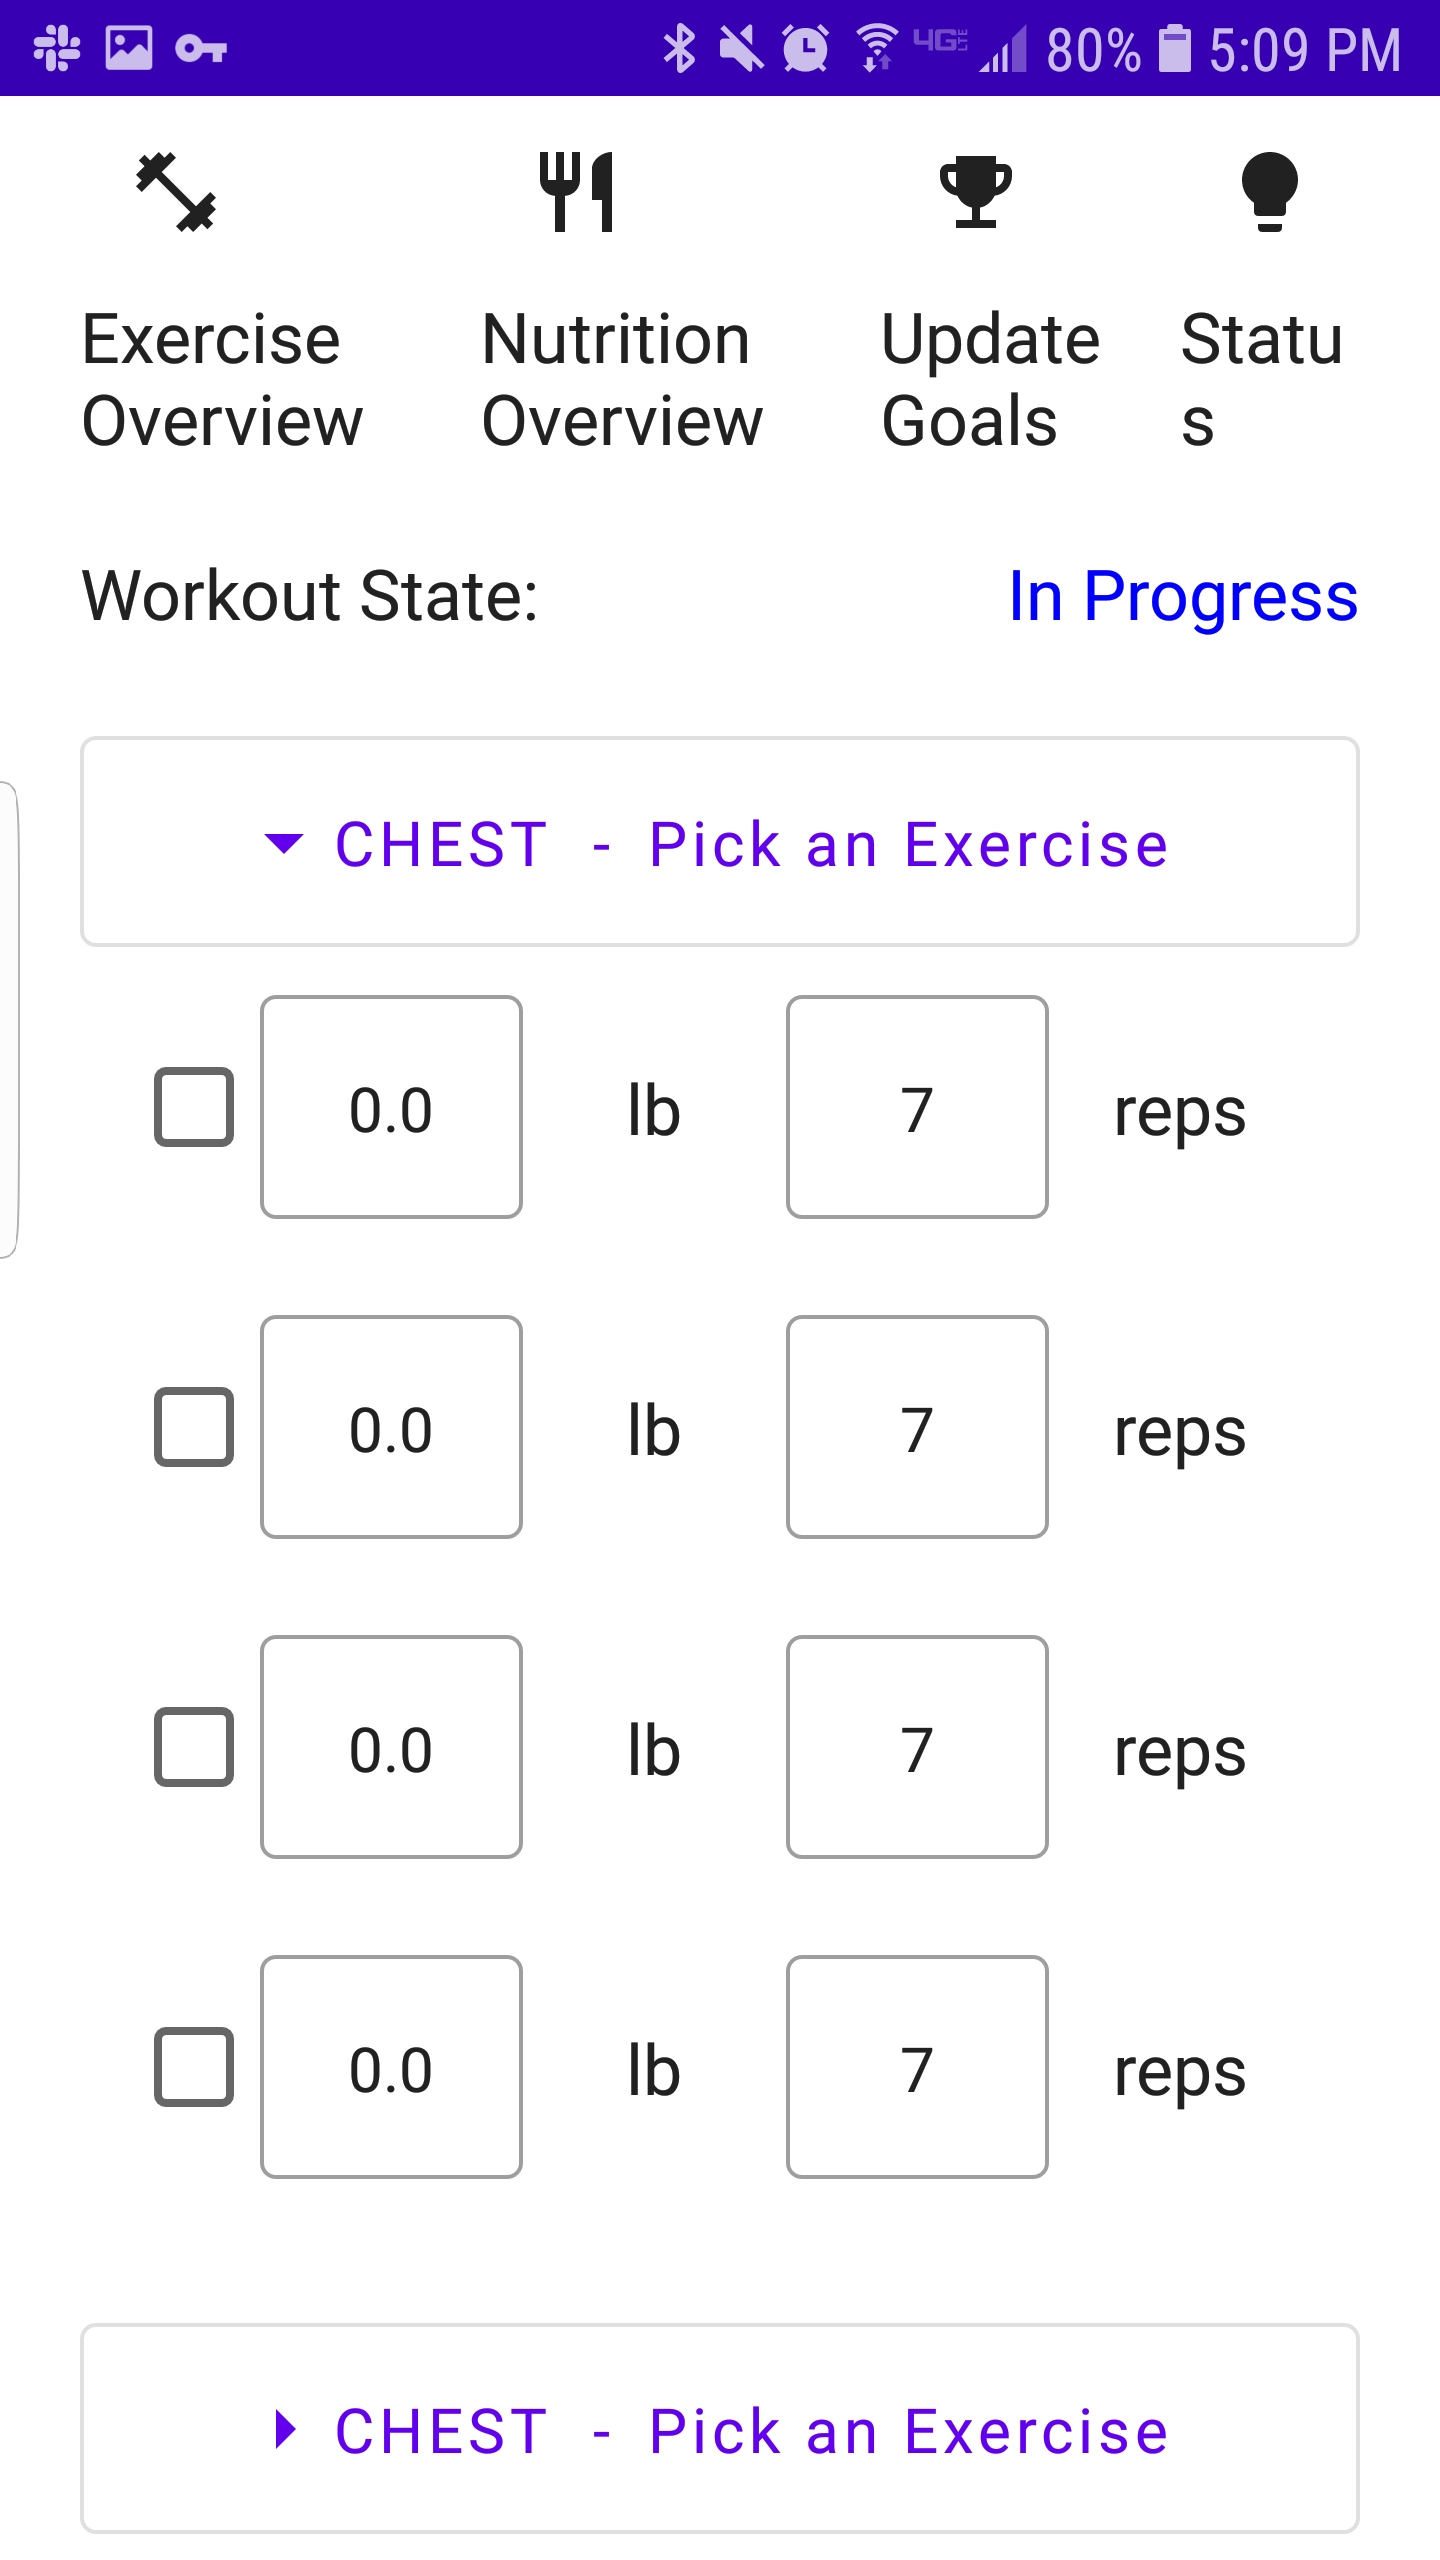 4G LTE 80% 5:09 PM
Exercise Overview
Nutrition Overview
Update Goals
Status
Workout State: In Progress
CHEST - Pick an Exercise
0.0 lb 7 reps
0.0 lb 7 reps
0.0 lb 7 reps
0.0 lb 7 reps
CHEST - Pick an Exercise